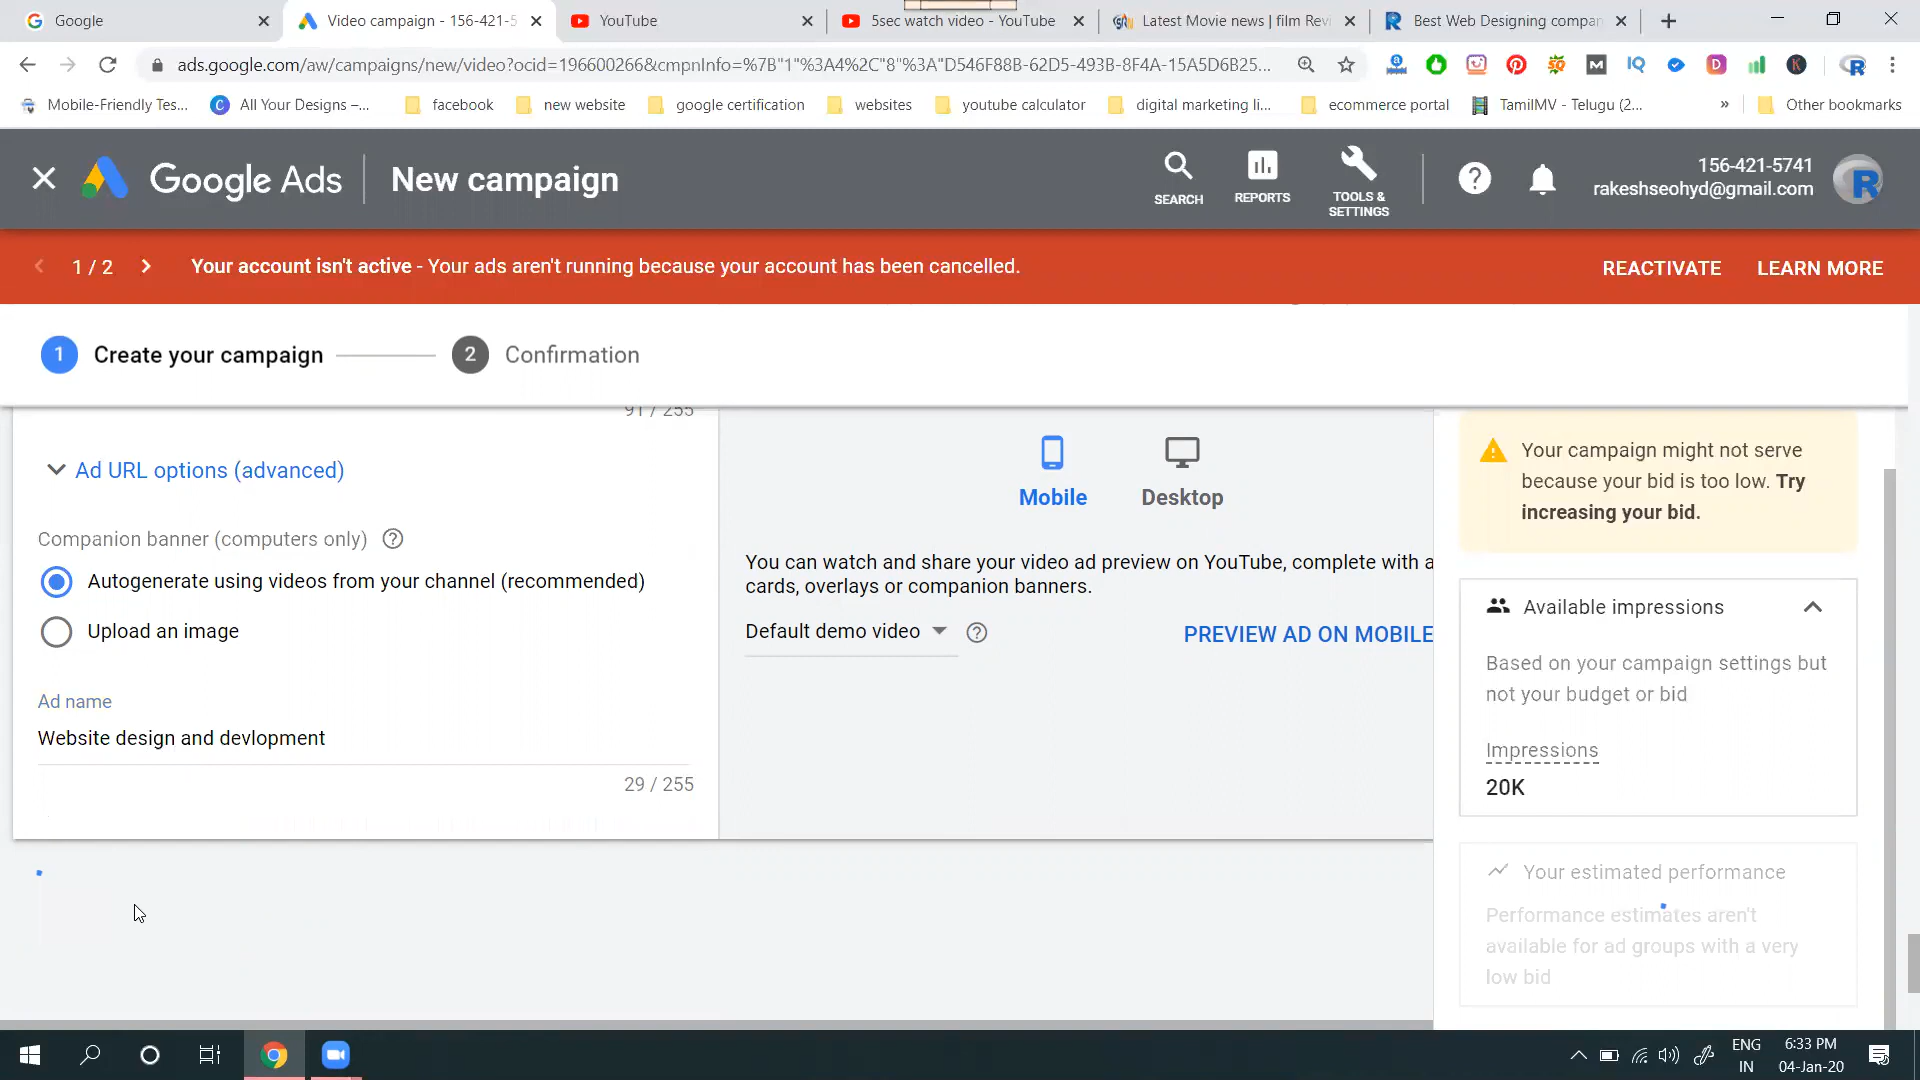 Google
Video campaign - 156-421-5
YouTube
5sec watch video - YouTube
Latest Movie news | film Revi
Best Web Designing compan
ads.google.com/aw/campaigns/new/video?ocid=196600266&cmpnInfo=%7B"1"%3A4%2C"8"%3A"D546F88B-62D5-493B-8F4A-15A5D6B25...
Mobile-Friendly Tes...
All Your Designs –...
facebook
new website
google certification
websites
youtube calculator
digital marketing li...
ecommerce portal
TamilMV - Telugu (2...
»
Other bookmarks
Google Ads
New campaign
SEARCH
REPORTS
TOOLS &
SETTINGS
156-421-5741
rakeshseohyd@gmail.com
1 / 2
Your account isn't active - Your ads aren't running because your account has been cancelled.
REACTIVATE
LEARN MORE
1 Create your campaign
2 Confirmation
91 / 255
Ad URL options (advanced)
Companion banner (computers only)
Autogenerate using videos from your channel (recommended)
Upload an image
Ad name
Website design and devlopment
29 / 255
Mobile
Desktop
You can watch and share your video ad preview on YouTube, complete with a
cards, overlays or companion banners.
Default demo video
PREVIEW AD ON MOBILE
Your campaign might not serve
because your bid is too low. Try
increasing your bid.
Available impressions
Based on your campaign settings but
not your budget or bid
Impressions
20K
Your estimated performance
Performance estimates aren't
available for ad groups with a very
low bid
ENG
IN
6:33 PM
04-Jan-20